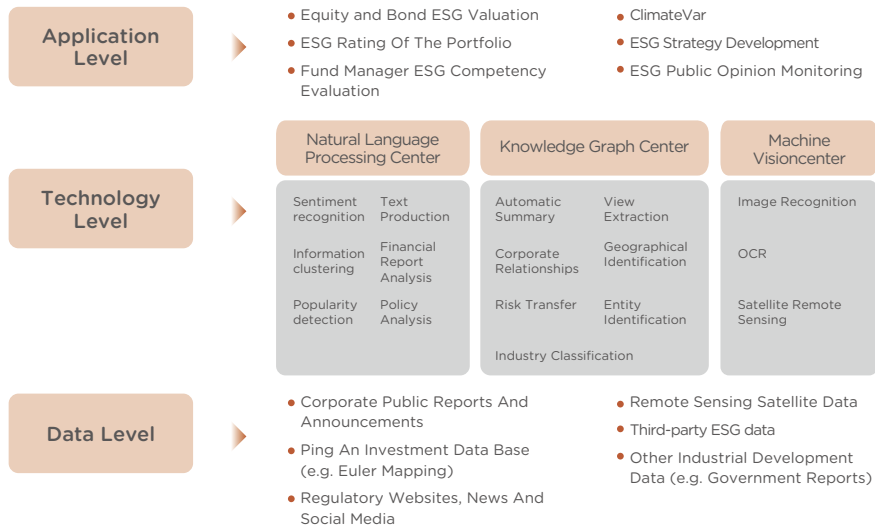 Application
Level
• Equity and Bond ESG Valuation
• ESG Rating Of The Portfolio
• Fund Manager ESG Competency
Evaluation
• ClimateVar
• ESG Strategy Development
• ESG Public Opinion Monitoring
Technology
Level
Natural Language
Processing Center
Sentiment
recognition
Text
Production
Information
clustering
Financial
Report
Analysis
Popularity
detection
Policy
Analysis
Knowledge Graph Center
Automatic
Summary
View
Extraction
Corporate
Relationships
Geographical
Identification
Risk Transfer
Entity
Identification
Industry Classification
Machine
Visioncenter
Image Recognition
OCR
Satellite Remote
Sensing
Data Level
• Corporate Public Reports And
Announcements
• Ping An Investment Data Base
(e.g. Euler Mapping)
• Regulatory Websites, News And
Social Media
• Remote Sensing Satellite Data
• Third-party ESG data
• Other Industrial Development
Data (e.g. Government Reports)